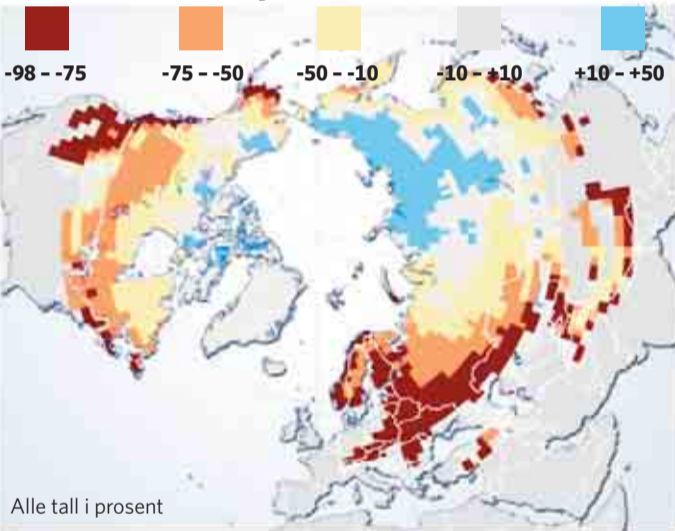 -98 – -75 -75 – -50 -50 – -10 -10 – +10 +10 – +50
Alle tall i prosent